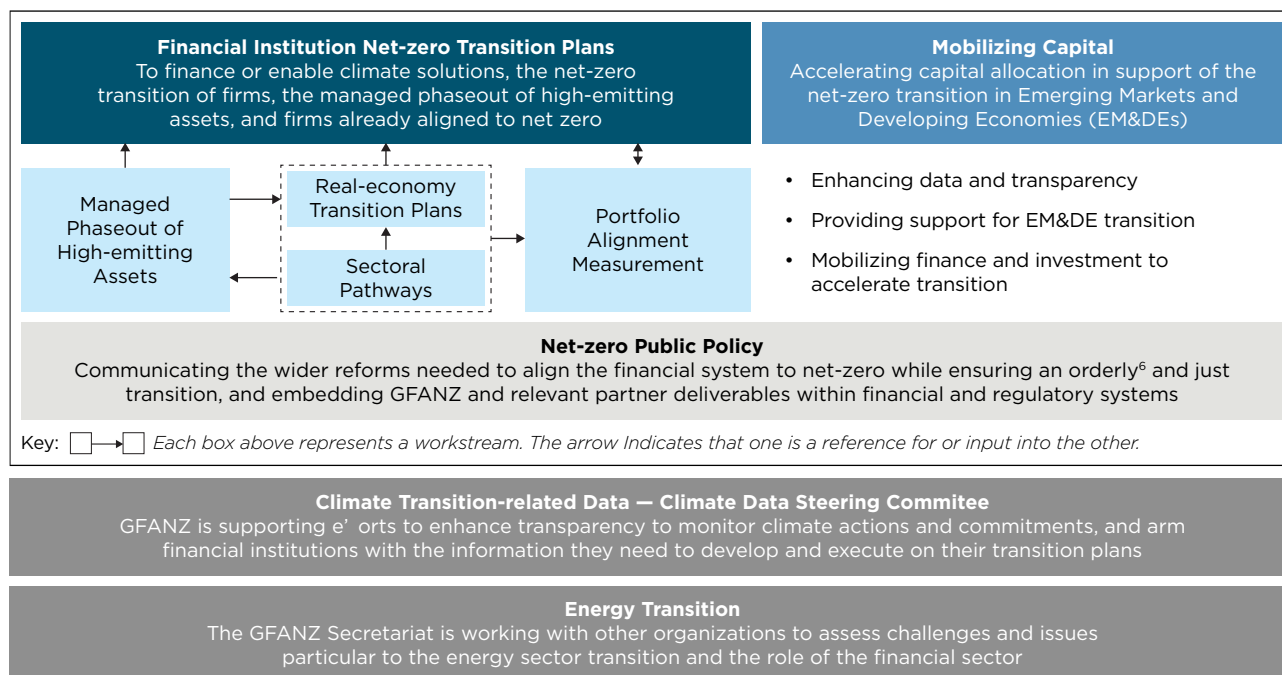 Financial Institution Net-zero Transition Plans
To finance or enable climate solutions, the net-zero
transition of firms, the managed phaseout of high-emitting
assets, and firms already aligned to net zero
Mobilizing Capital
Accelerating capital allocation in support of the
net-zero transition in Emerging Markets and
Developing Economies (EM&DEs)
Managed
Phaseout of
High-emitting
Assets
Real-economy
Transition Plans
Sectoral
Pathways
Portfolio
Alignment
Measurement
• Enhancing data and transparency
• Providing support for EM&DE transition
• Mobilizing finance and investment to
accelerate transition
Net-zero Public Policy
Communicating the wider reforms needed to align the financial system to net-zero while ensuring an orderly⁶ and just
transition, and embedding GFANZ and relevant partner deliverables within financial and regulatory systems
Key: Each box above represents a workstream. The arrow Indicates that one is a reference for or input into the other.
Climate Transition-related Data — Climate Data Steering Commitee
GFANZ is supporting e’ orts to enhance transparency to monitor climate actions and commitments, and arm
financial institutions with the information they need to develop and execute on their transition plans
Energy Transition
The GFANZ Secretariat is working with other organizations to assess challenges and issues
particular to the energy sector transition and the role of the financial sector